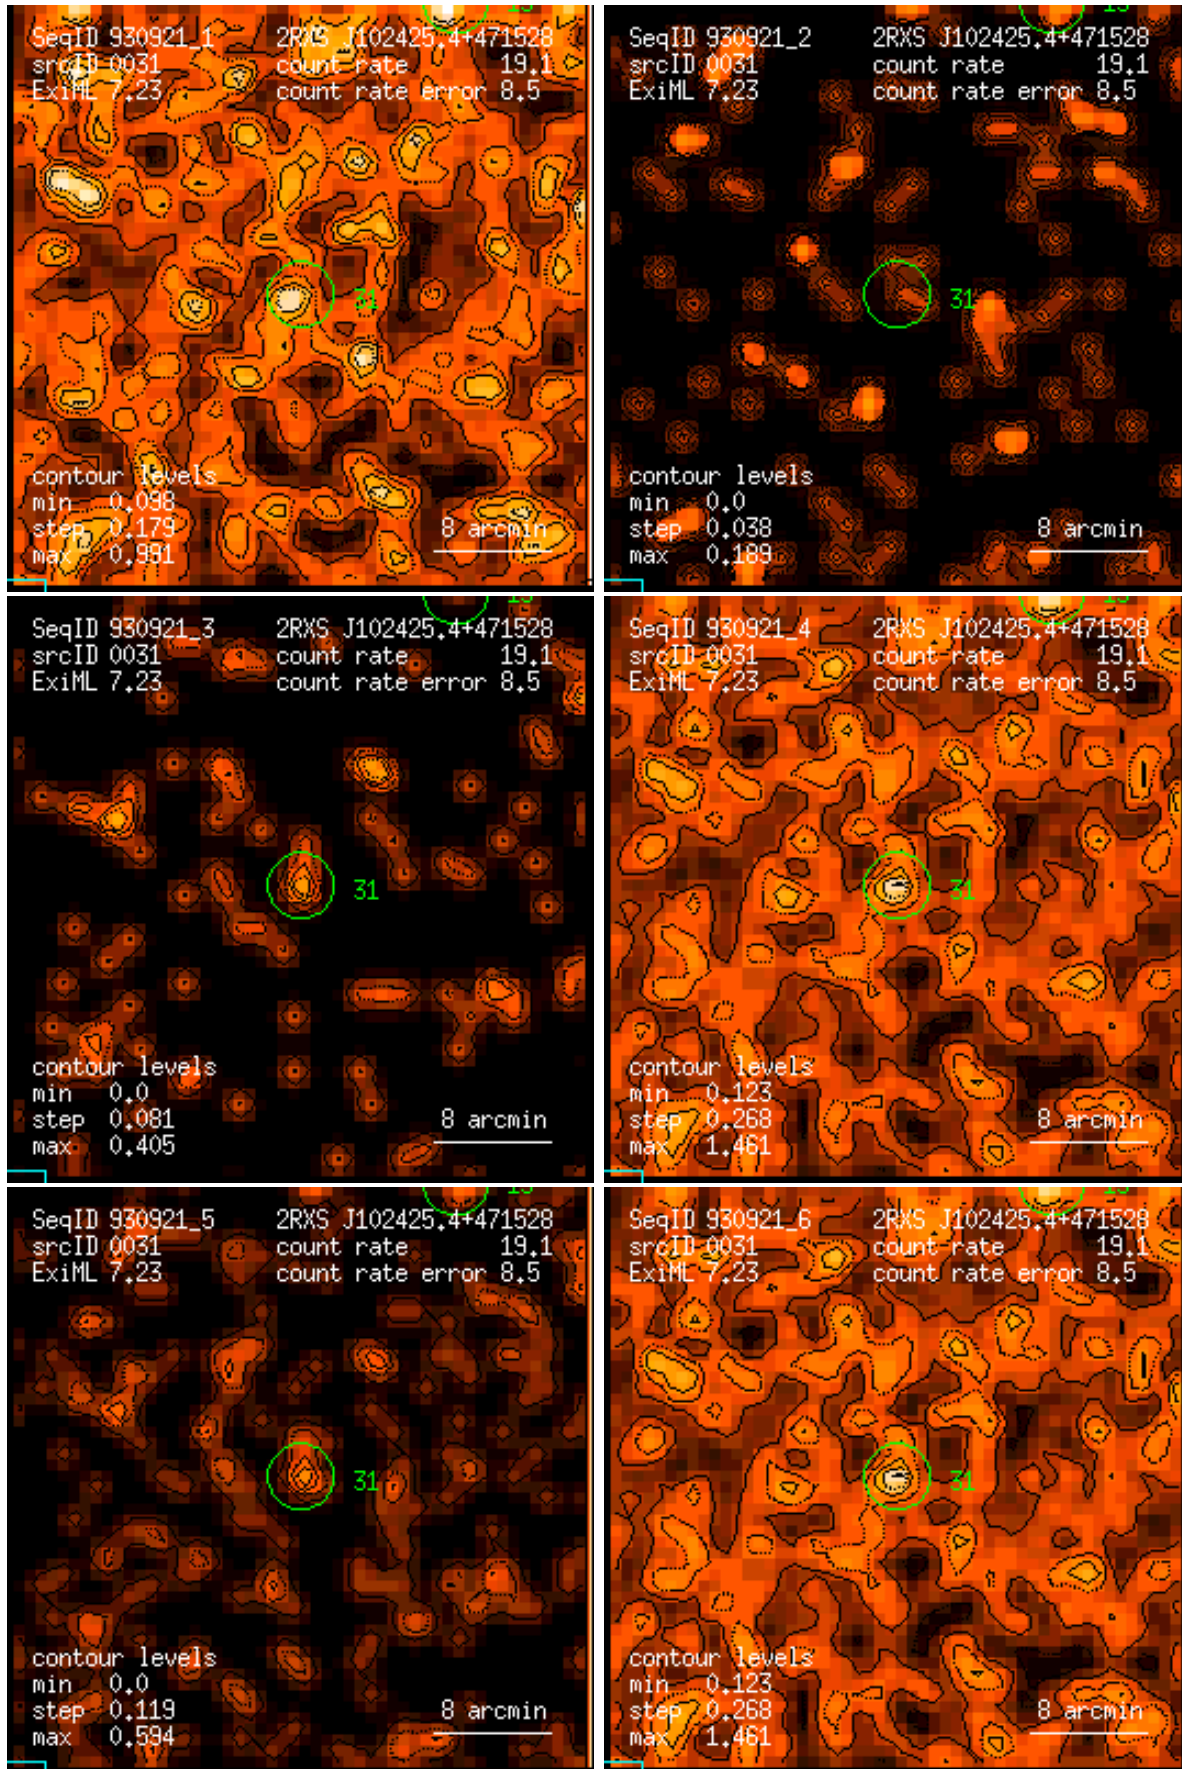 13
SeqID 930921_1 2RXS J102425.4+471528
srcID 0031 count rate 19.1
ExiML 7.23 count rate error 8.5
31
contour levels
min 0.098
step 0.179 8 arcmin
max 0.991
13
SeqID 930921_2 2RXS J102425.4+471528
srcID 0031 count rate 19.1
ExiML 7.23 count rate error 8.5
31
contour levels
min 0.0
step 0.038 8 arcmin
max 0.189
13
SeqID 930921_3 2RXS J102425.4+471528
srcID 0031 count rate 19.1
ExiML 7.23 count rate error 8.5
31
contour levels
min 0.0
step 0.081 8 arcmin
max 0.405
13
SeqID 930921_4 2RXS J102425.4+471528
srcID 0031 count rate 19.1
ExiML 7.23 count rate error 8.5
31
contour levels
min 0.123
step 0.268 8 arcmin
max 1.461
13
SeqID 930921_5 2RXS J102425.4+471528
srcID 0031 count rate 19.1
ExiML 7.23 count rate error 8.5
31
contour levels
min 0.0
step 0.119 8 arcmin
max 0.594
13
SeqID 930921_6 2RXS J102425.4+471528
srcID 0031 count rate 19.1
ExiML 7.23 count rate error 8.5
31
contour levels
min 0.123
step 0.268 8 arcmin
max 1.461